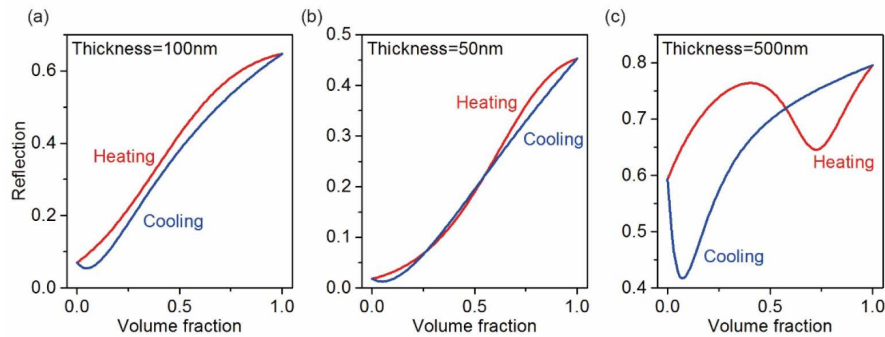 (a)
Thickness=100nm
Heating
Cooling
Reflection
0.6
0.4
0.2
0.0
0.0 0.5 1.0
Volume fraction
(b)
Thickness=50nm
Heating
Cooling
0.5
0.4
0.3
0.2
0.1
0.0
0.0 0.5 1.0
Volume fraction
(c)
Thickness=500nm
Heating
Cooling
0.8
0.7
0.6
0.5
0.4
0.0 0.5 1.0
Volume fraction